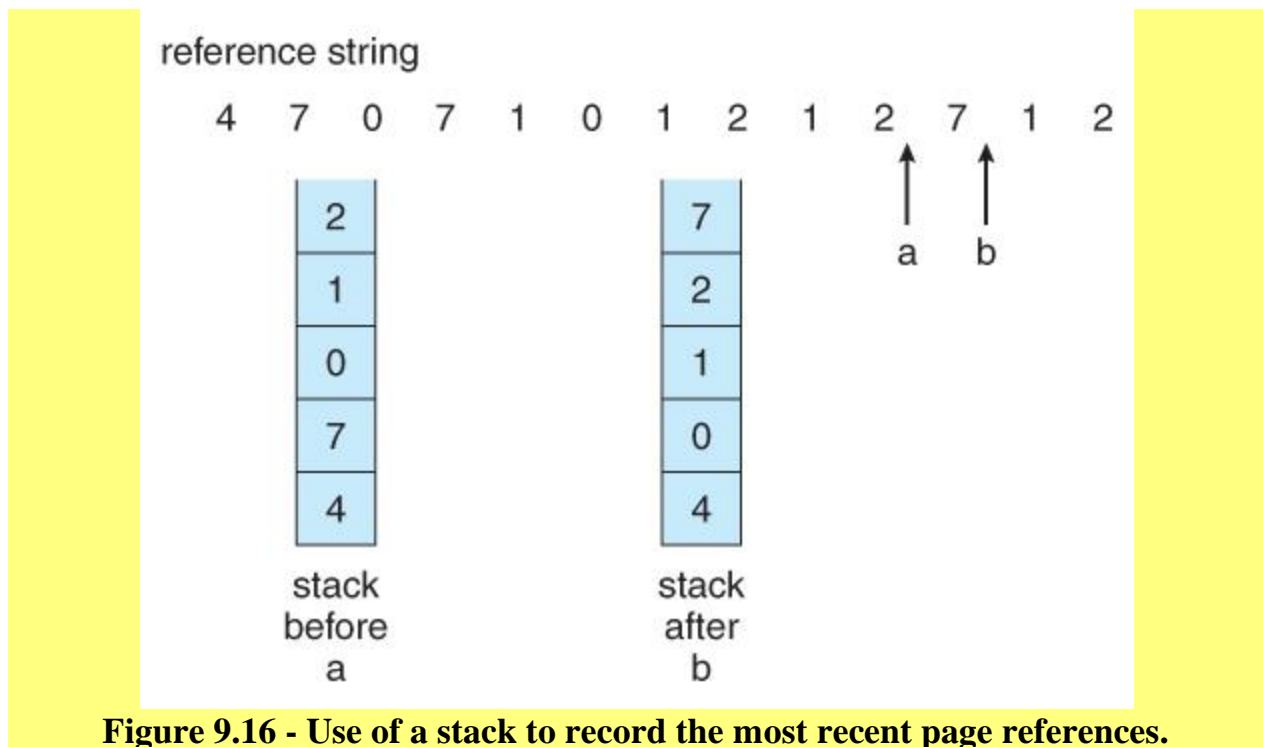 reference string
4 7 0 7 1 0 1 2 1 2 7 1 2
a b
2
1
0
7
4
stack
before
a
7
2
1
0
4
stack
after
b
Figure 9.16 - Use of a stack to record the most recent page references.